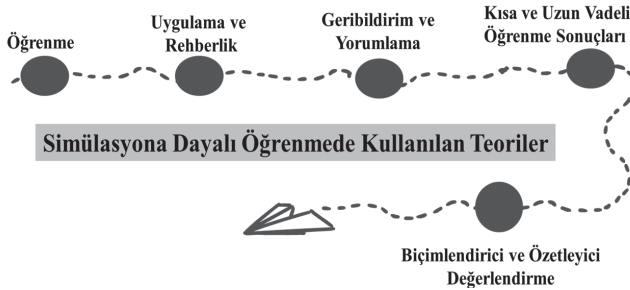 Öğrenme
Uygulama ve
Rehberlik
Geribildirim ve
Yorumlama
Kısa ve Uzun Vadeli
Öğrenme Sonuçları
Simülasyona Dayalı Öğrenmede Kullanılan Teoriler
Biçimlendirici ve Özetleyici
Değerlendirme